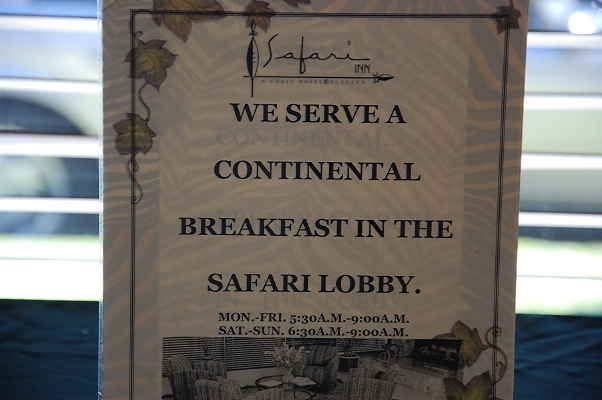 Safari
INN
WE SERVE A
CONTINENTAL
BREAKFAST IN THE
SAFARI LOBBY.
MON.-FRI. 5:30A.M.-9:00A.M.
SAT.-SUN. 6:30A.M.-9:00A.M.